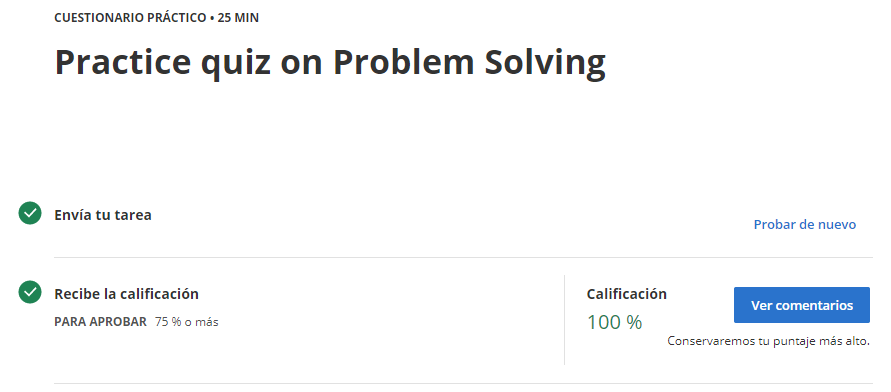 CUESTIONARIO PRÁCTICO • 25 MIN
Practice quiz on Problem Solving
Envía tu tarea
Probar de nuevo
Recibe la calificación
PARA APROBAR 75 % o más
Calificación
100 %
Ver comentarios
Conservaremos tu puntaje más alto.